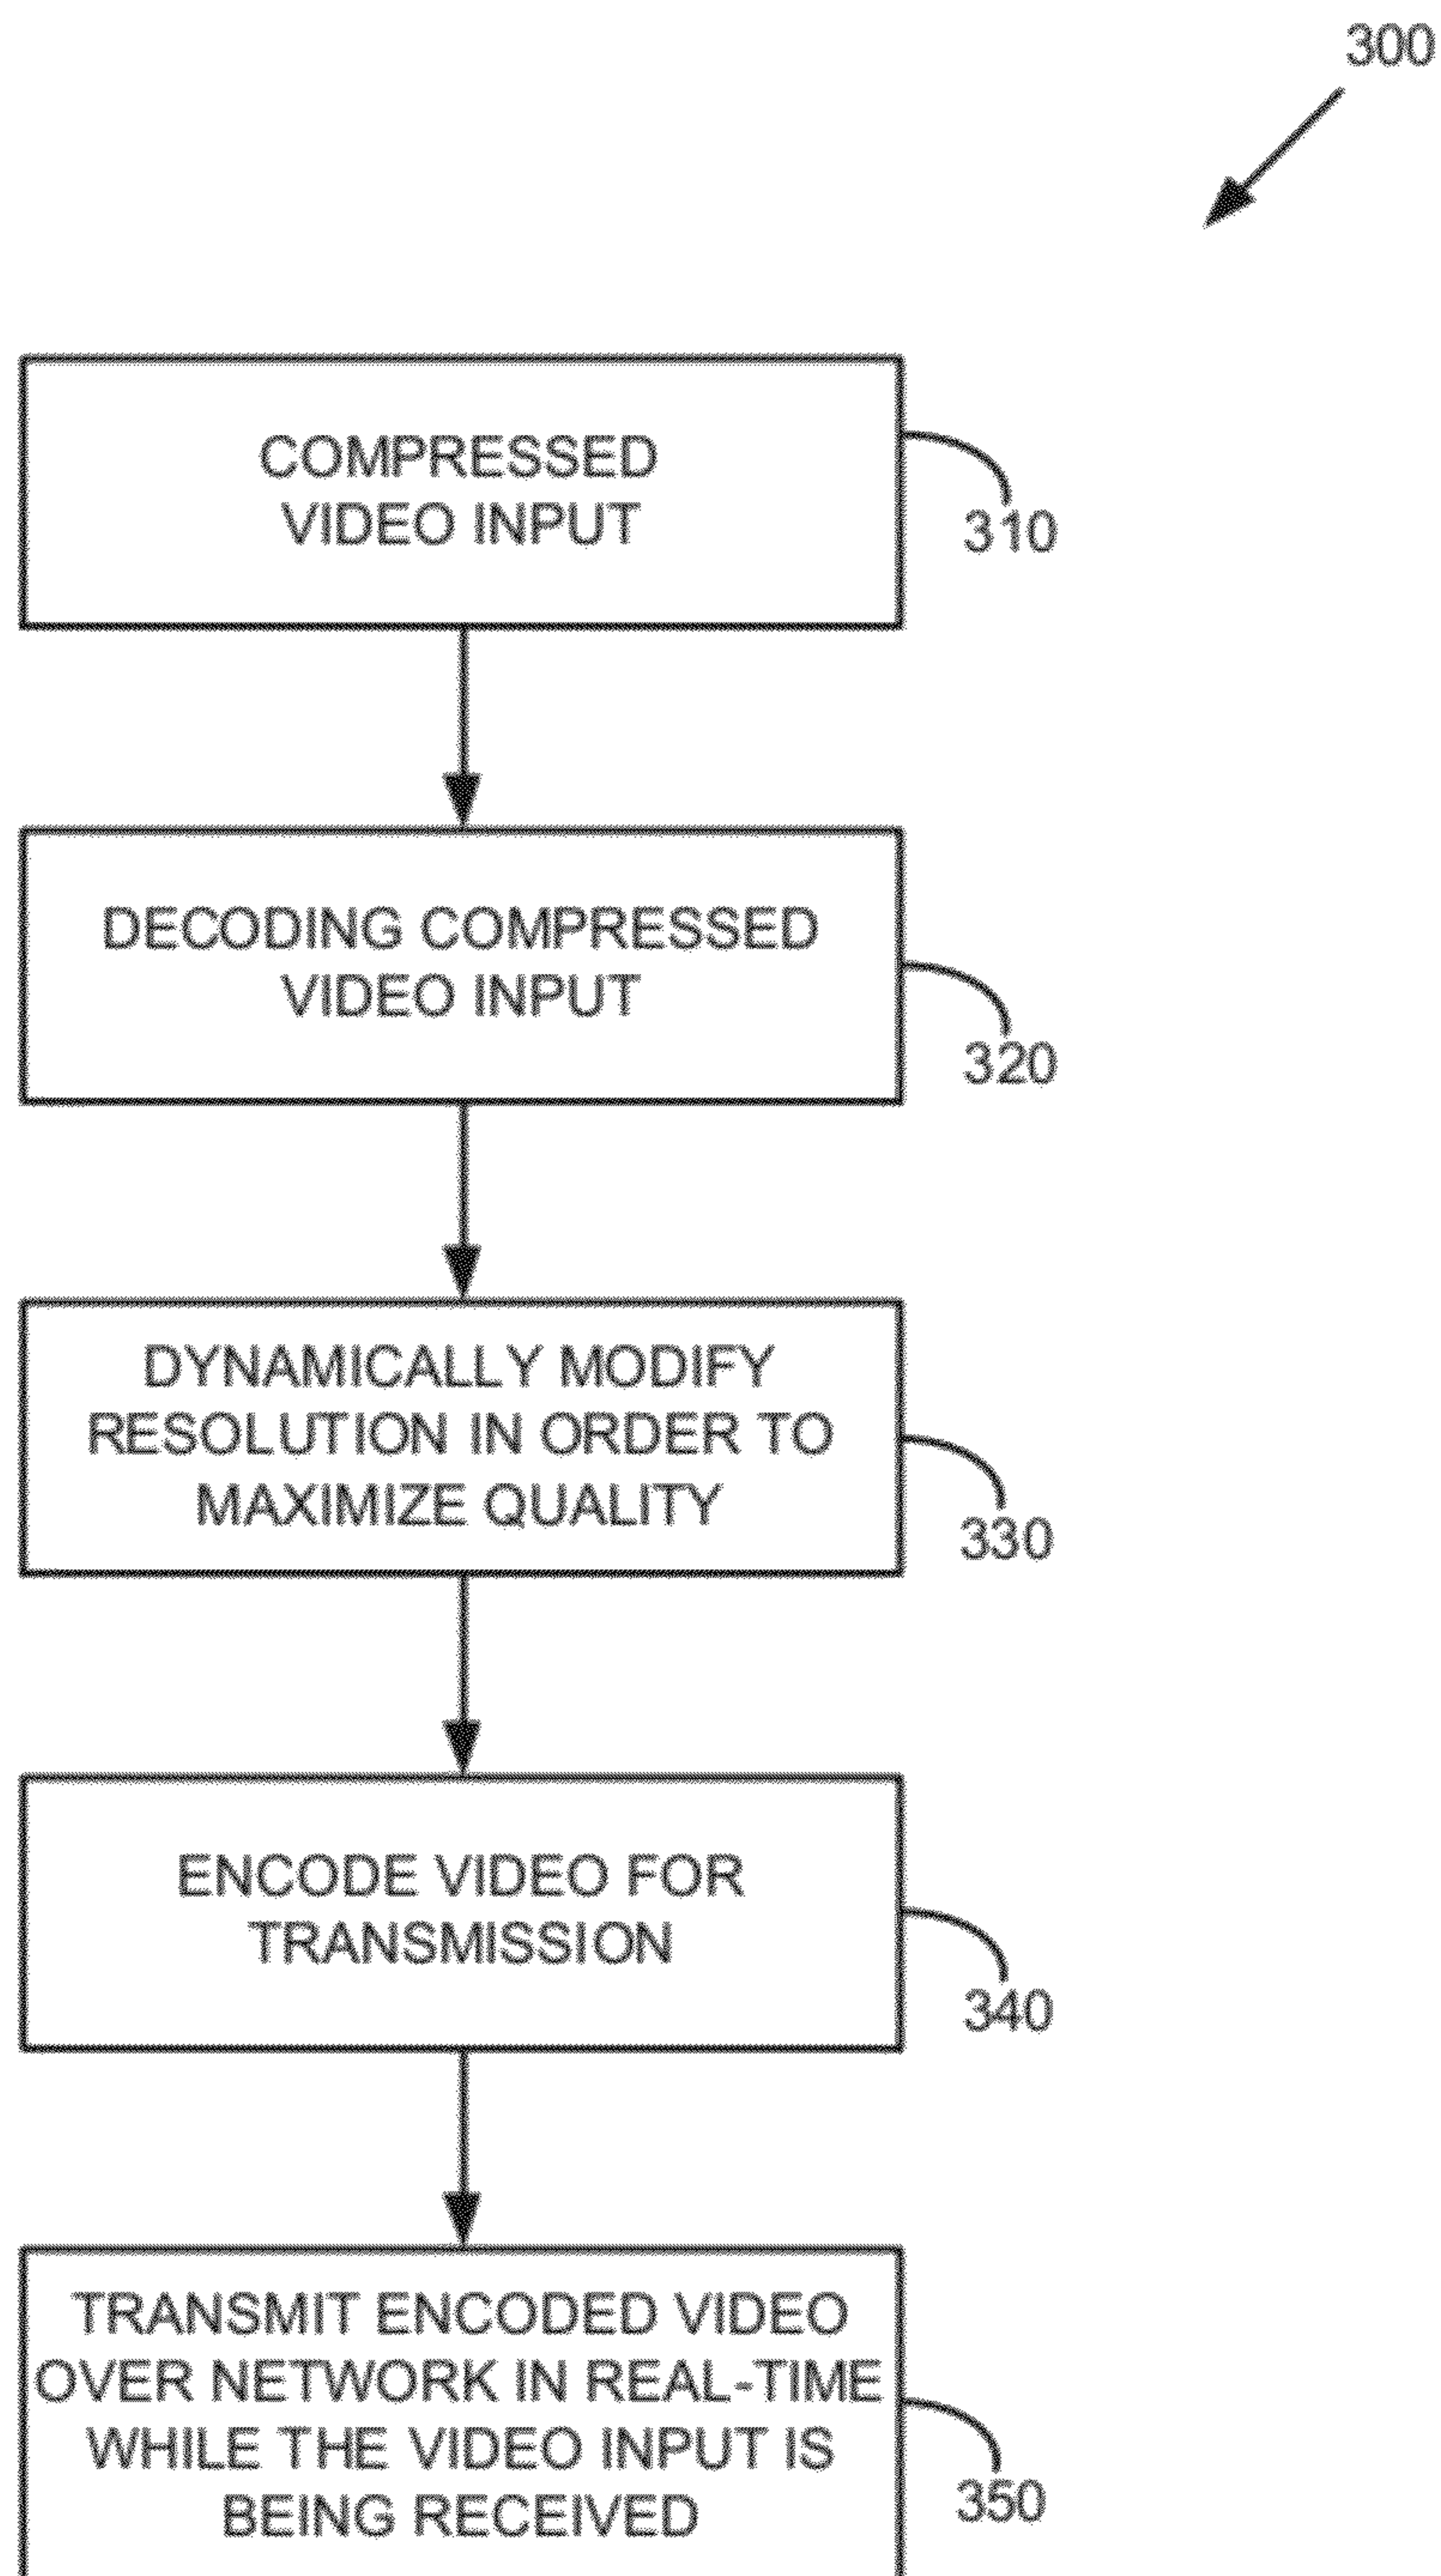 300
COMPRESSED
VIDEO INPUT
310
DECODING COMPRESSED
VIDEO INPUT
320
DYNAMICALLY MODIFY
RESOLUTION IN ORDER TO
MAXIMIZE QUALITY
330
ENCODE VIDEO FOR
TRANSMISSION
340
TRANSMIT ENCODED VIDEO
OVER NETWORK IN REAL-TIME
WHILE THE VIDEO INPUT IS
BEING RECEIVED
350